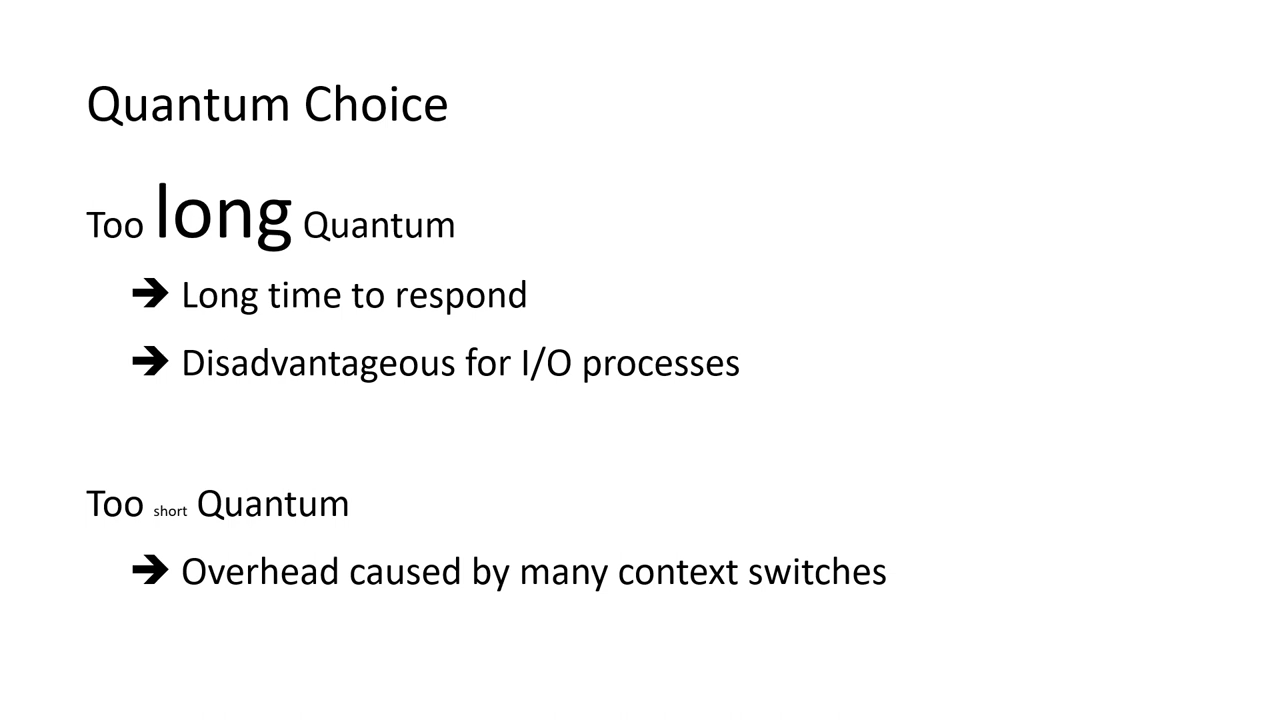 Quantum Choice
Too long Quantum
➔ Long time to respond
➔ Disadvantageous for I/O processes
Too short Quantum
➔ Overhead caused by many context switches